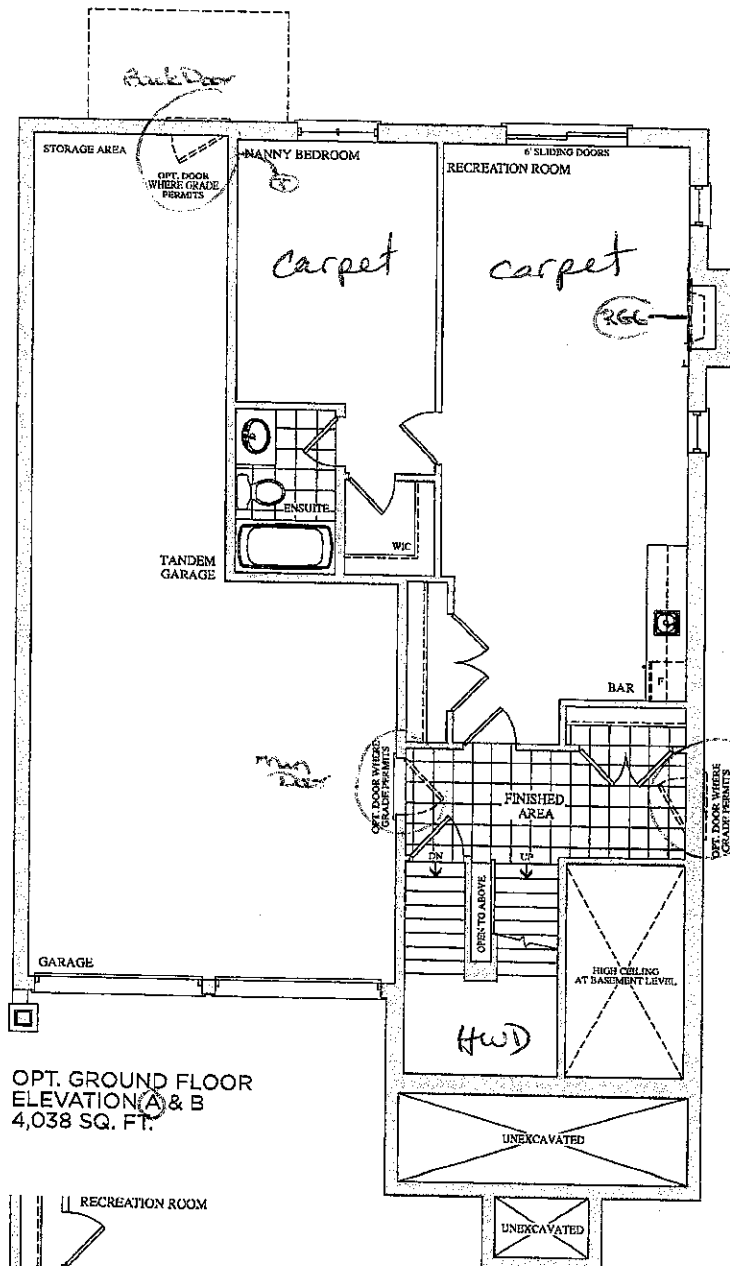 Back Door
STORAGE AREA
OPT. DOOR
WHERE GRADE
PERMITS
NANNY BEDROOM
6' SLIDING DOORS
RECREATION ROOM
carpet
carpet
ENSUITE
WIC
TANDEM
GARAGE
BAR
F
OPT. DOOR WHERE
GRADE PERMITS
FINISHED
AREA
OPT. DOOR WHERE
GRADE PERMITS
DN
UP
OPEN TO ABOVE
GARAGE
HIGH CEILING
AT BASEMENT LEVEL
HWD
OPT. GROUND FLOOR
ELEVATION A & B
4,038 SQ. FT.
UNEXCAVATED
RECREATION ROOM
UNEXCAVATED